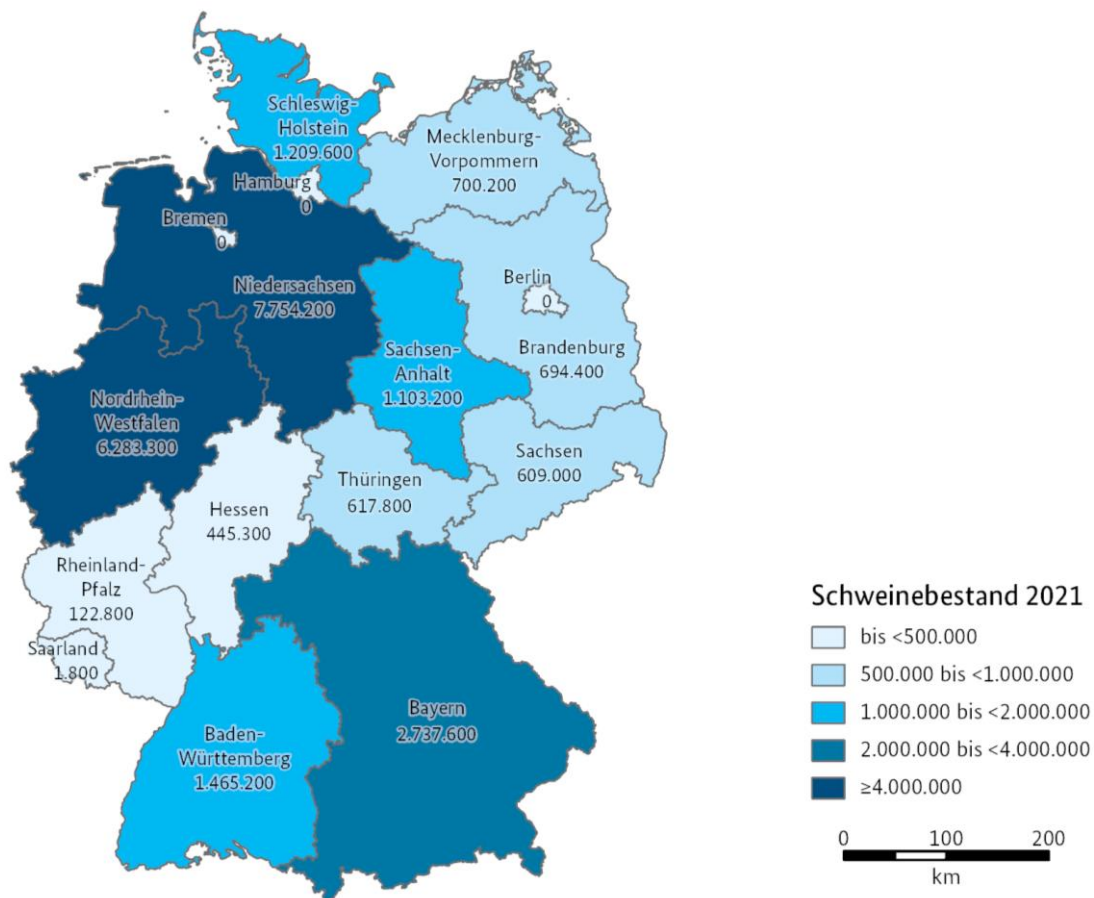 Schleswig-
Holstein
1.209.600
Mecklenburg-
Vorpommern
700.200
Hamburg
0
Bremen
0
Niedersachsen
7.754.200
Berlin
0
Brandenburg
694.400
Sachsen-
Anhalt
1.103.200
Nordrhein-
Westfalen
6.283.300
Sachsen
609.000
Thüringen
617.800
Hessen
445.300
Rheinland-
Pfalz
122.800
Saarland
1.800
Bayern
2.737.600
Baden-
Württemberg
1.465.200
Schweinebestand 2021
bis <500.000
500.000 bis <1.000.000
1.000.000 bis <2.000.000
2.000.000 bis <4.000.000
≥4.000.000
0 100 200
km